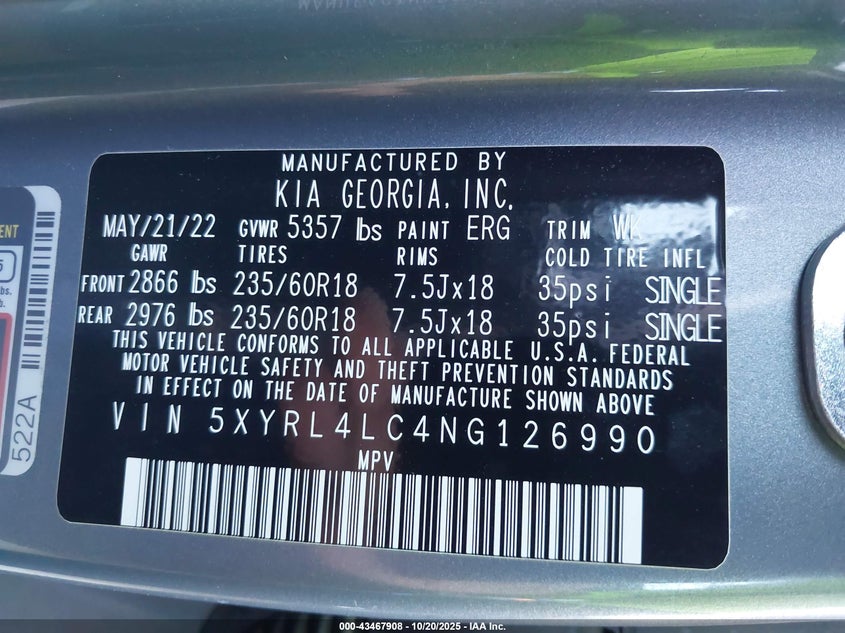 MANUFACTURED BY
KIA GEORGIA, INC.
MAY/21/22 GVWR 5357 lbs PAINT ERG TRIM WK
GAWR TIRES RIMS COLD TIRE INFL
FRONT 2866 lbs 235/60R18 7.5Jx18 35psi SINGLE
REAR 2976 lbs 235/60R18 7.5Jx18 35psi SINGLE
THIS VEHICLE CONFORMS TO ALL APPLICABLE U.S.A. FEDERAL
MOTOR VEHICLE SAFETY AND THEFT PREVENTION STANDARDS
IN EFFECT ON THE DATE OF MANUFACTURE SHOWN ABOVE
VIN 5XYRL4LC4NG126990
MPV
522A
000-43467908 - 10/20/2025 - IAA Inc.